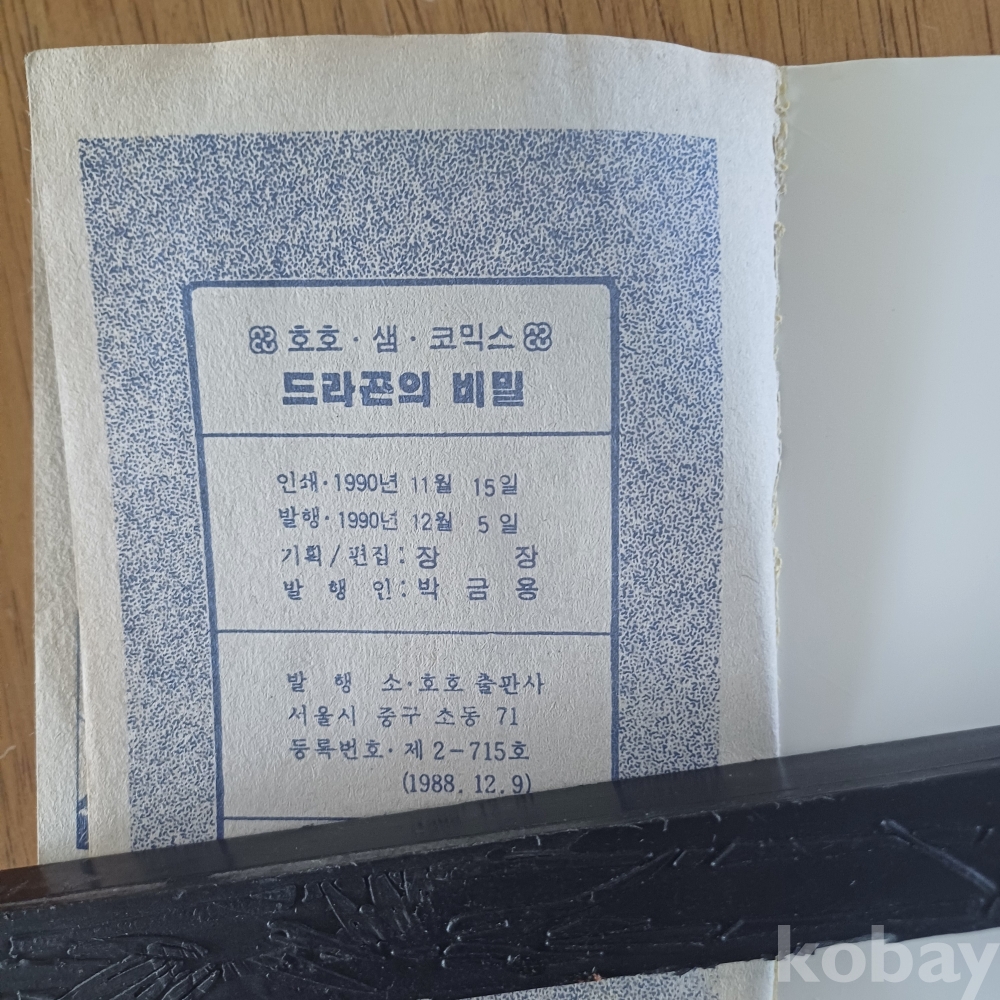 호호·샘·코믹스
드라곤의 비밀
인쇄·1990년 11월 15일
발행·1990년 12월 5일
기획/편집:장 장
발 행 인:박 금 용
발 행 소·호호 출판사
서울시 중구 초동 71
등록번호·제2-715호
(1988. 12. 9)
kobay